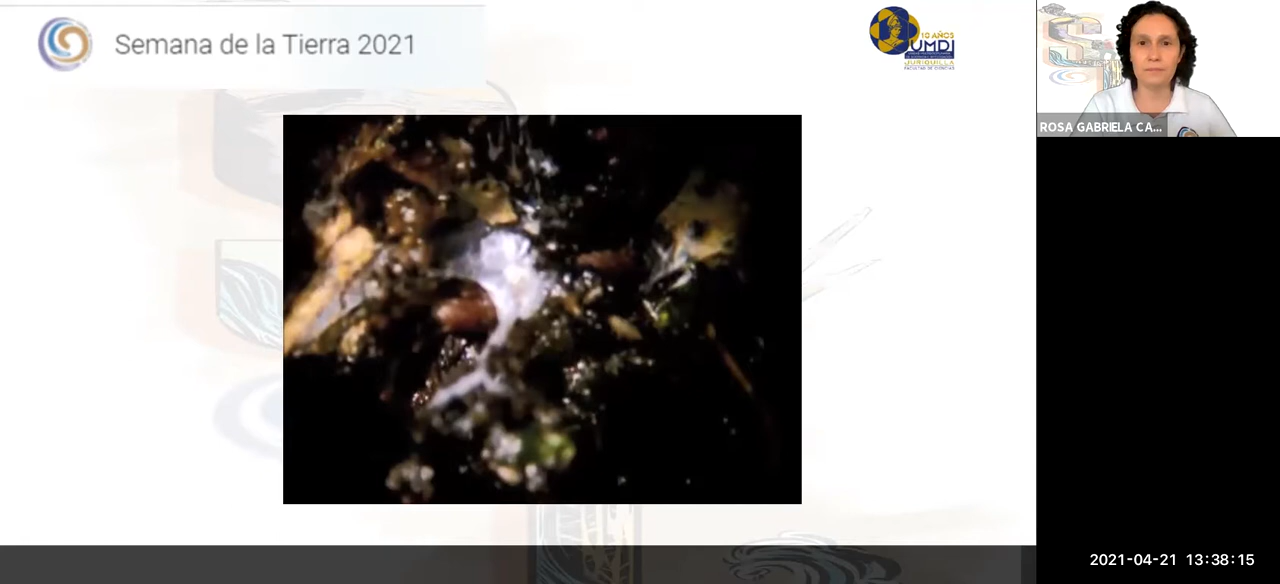 Semana de la Tierra 2021
10 AÑOS
UMDI
JURIQUILLA
FACULTAD DE CIENCIAS
ROSA GABRIELA CA...
2021-04-21 13:38:15